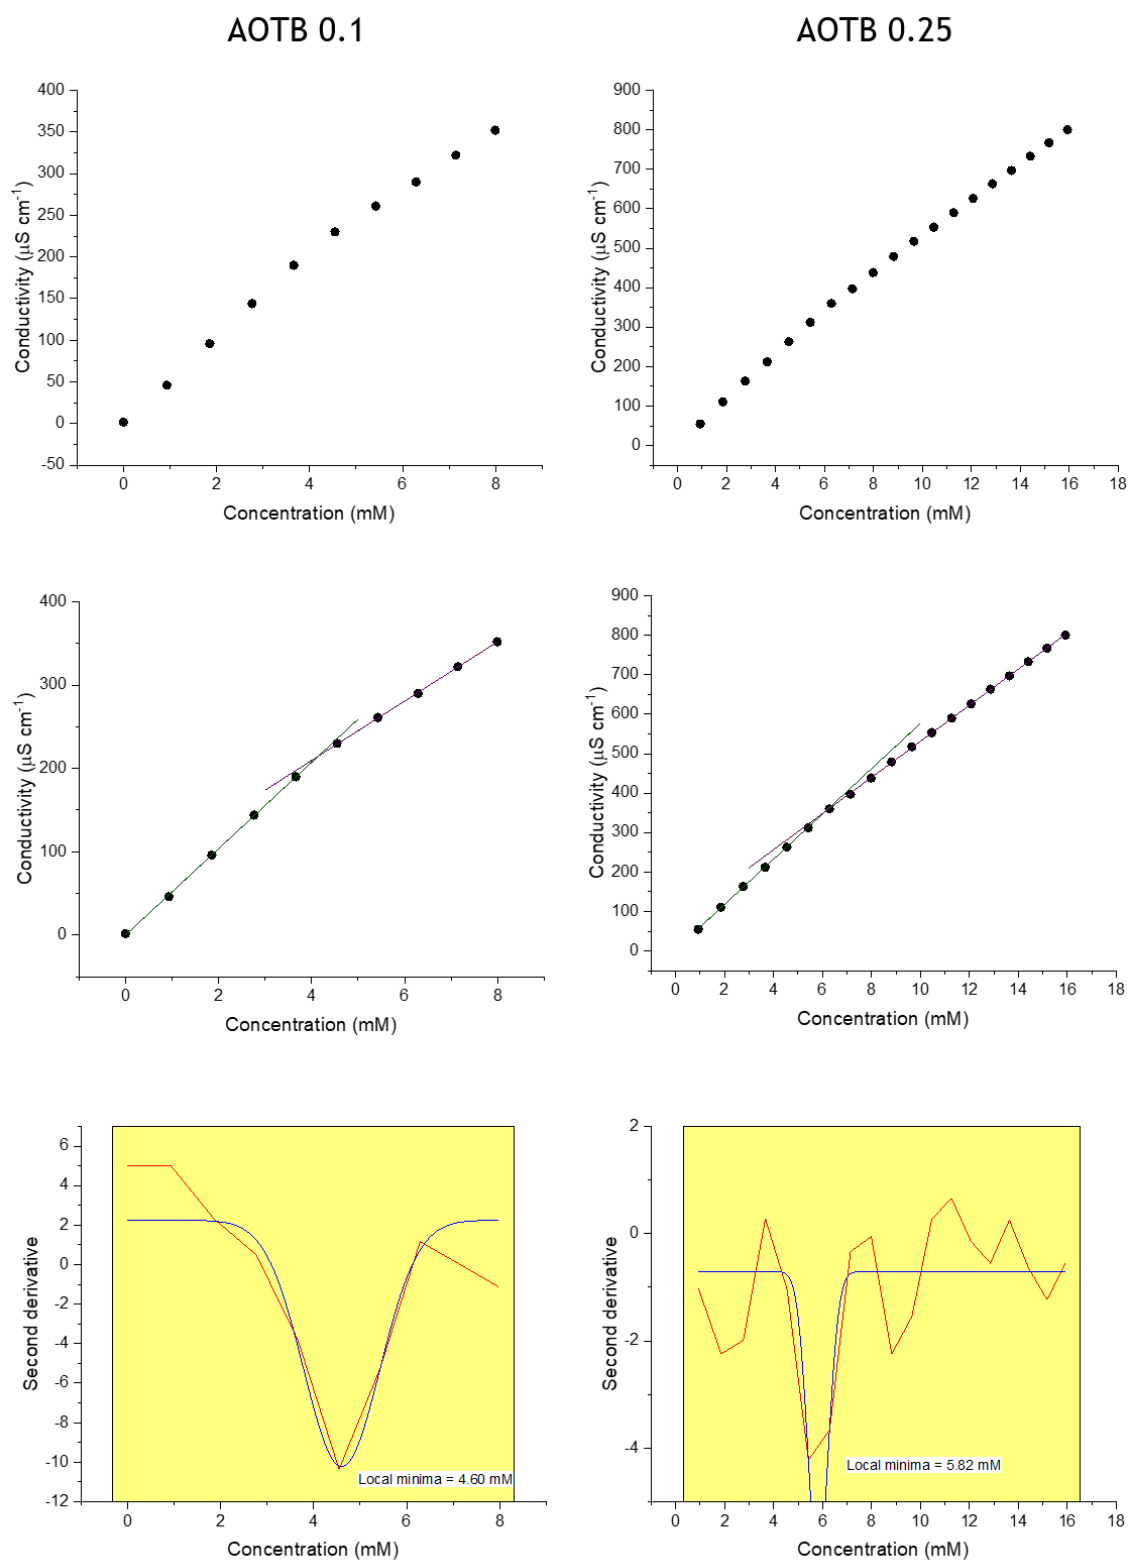 AOTB 0.1
AOTB 0.25
400
350
300
250
200
150
100
50
0
-50
Conductivity (μS cm⁻¹)
0 2 4 6 8
Concentration (mM)
900
800
700
600
500
400
300
200
100
0
Conductivity (μS cm⁻¹)
0 2 4 6 8 10 12 14 16 18
Concentration (mM)
400
300
200
100
0
Conductivity (μS cm⁻¹)
0 2 4 6 8
Concentration (mM)
900
800
700
600
500
400
300
200
100
0
Conductivity (μS cm⁻¹)
0 2 4 6 8 10 12 14 16 18
Concentration (mM)
6
4
2
0
-2
-4
-6
-8
-10
-12
Second derivative
Local minima = 4.60 mM
0 2 4 6 8
Concentration (mM)
2
0
-2
-4
Second derivative
Local minima = 5.82 mM
0 2 4 6 8 10 12 14 16 18
Concentration (mM)